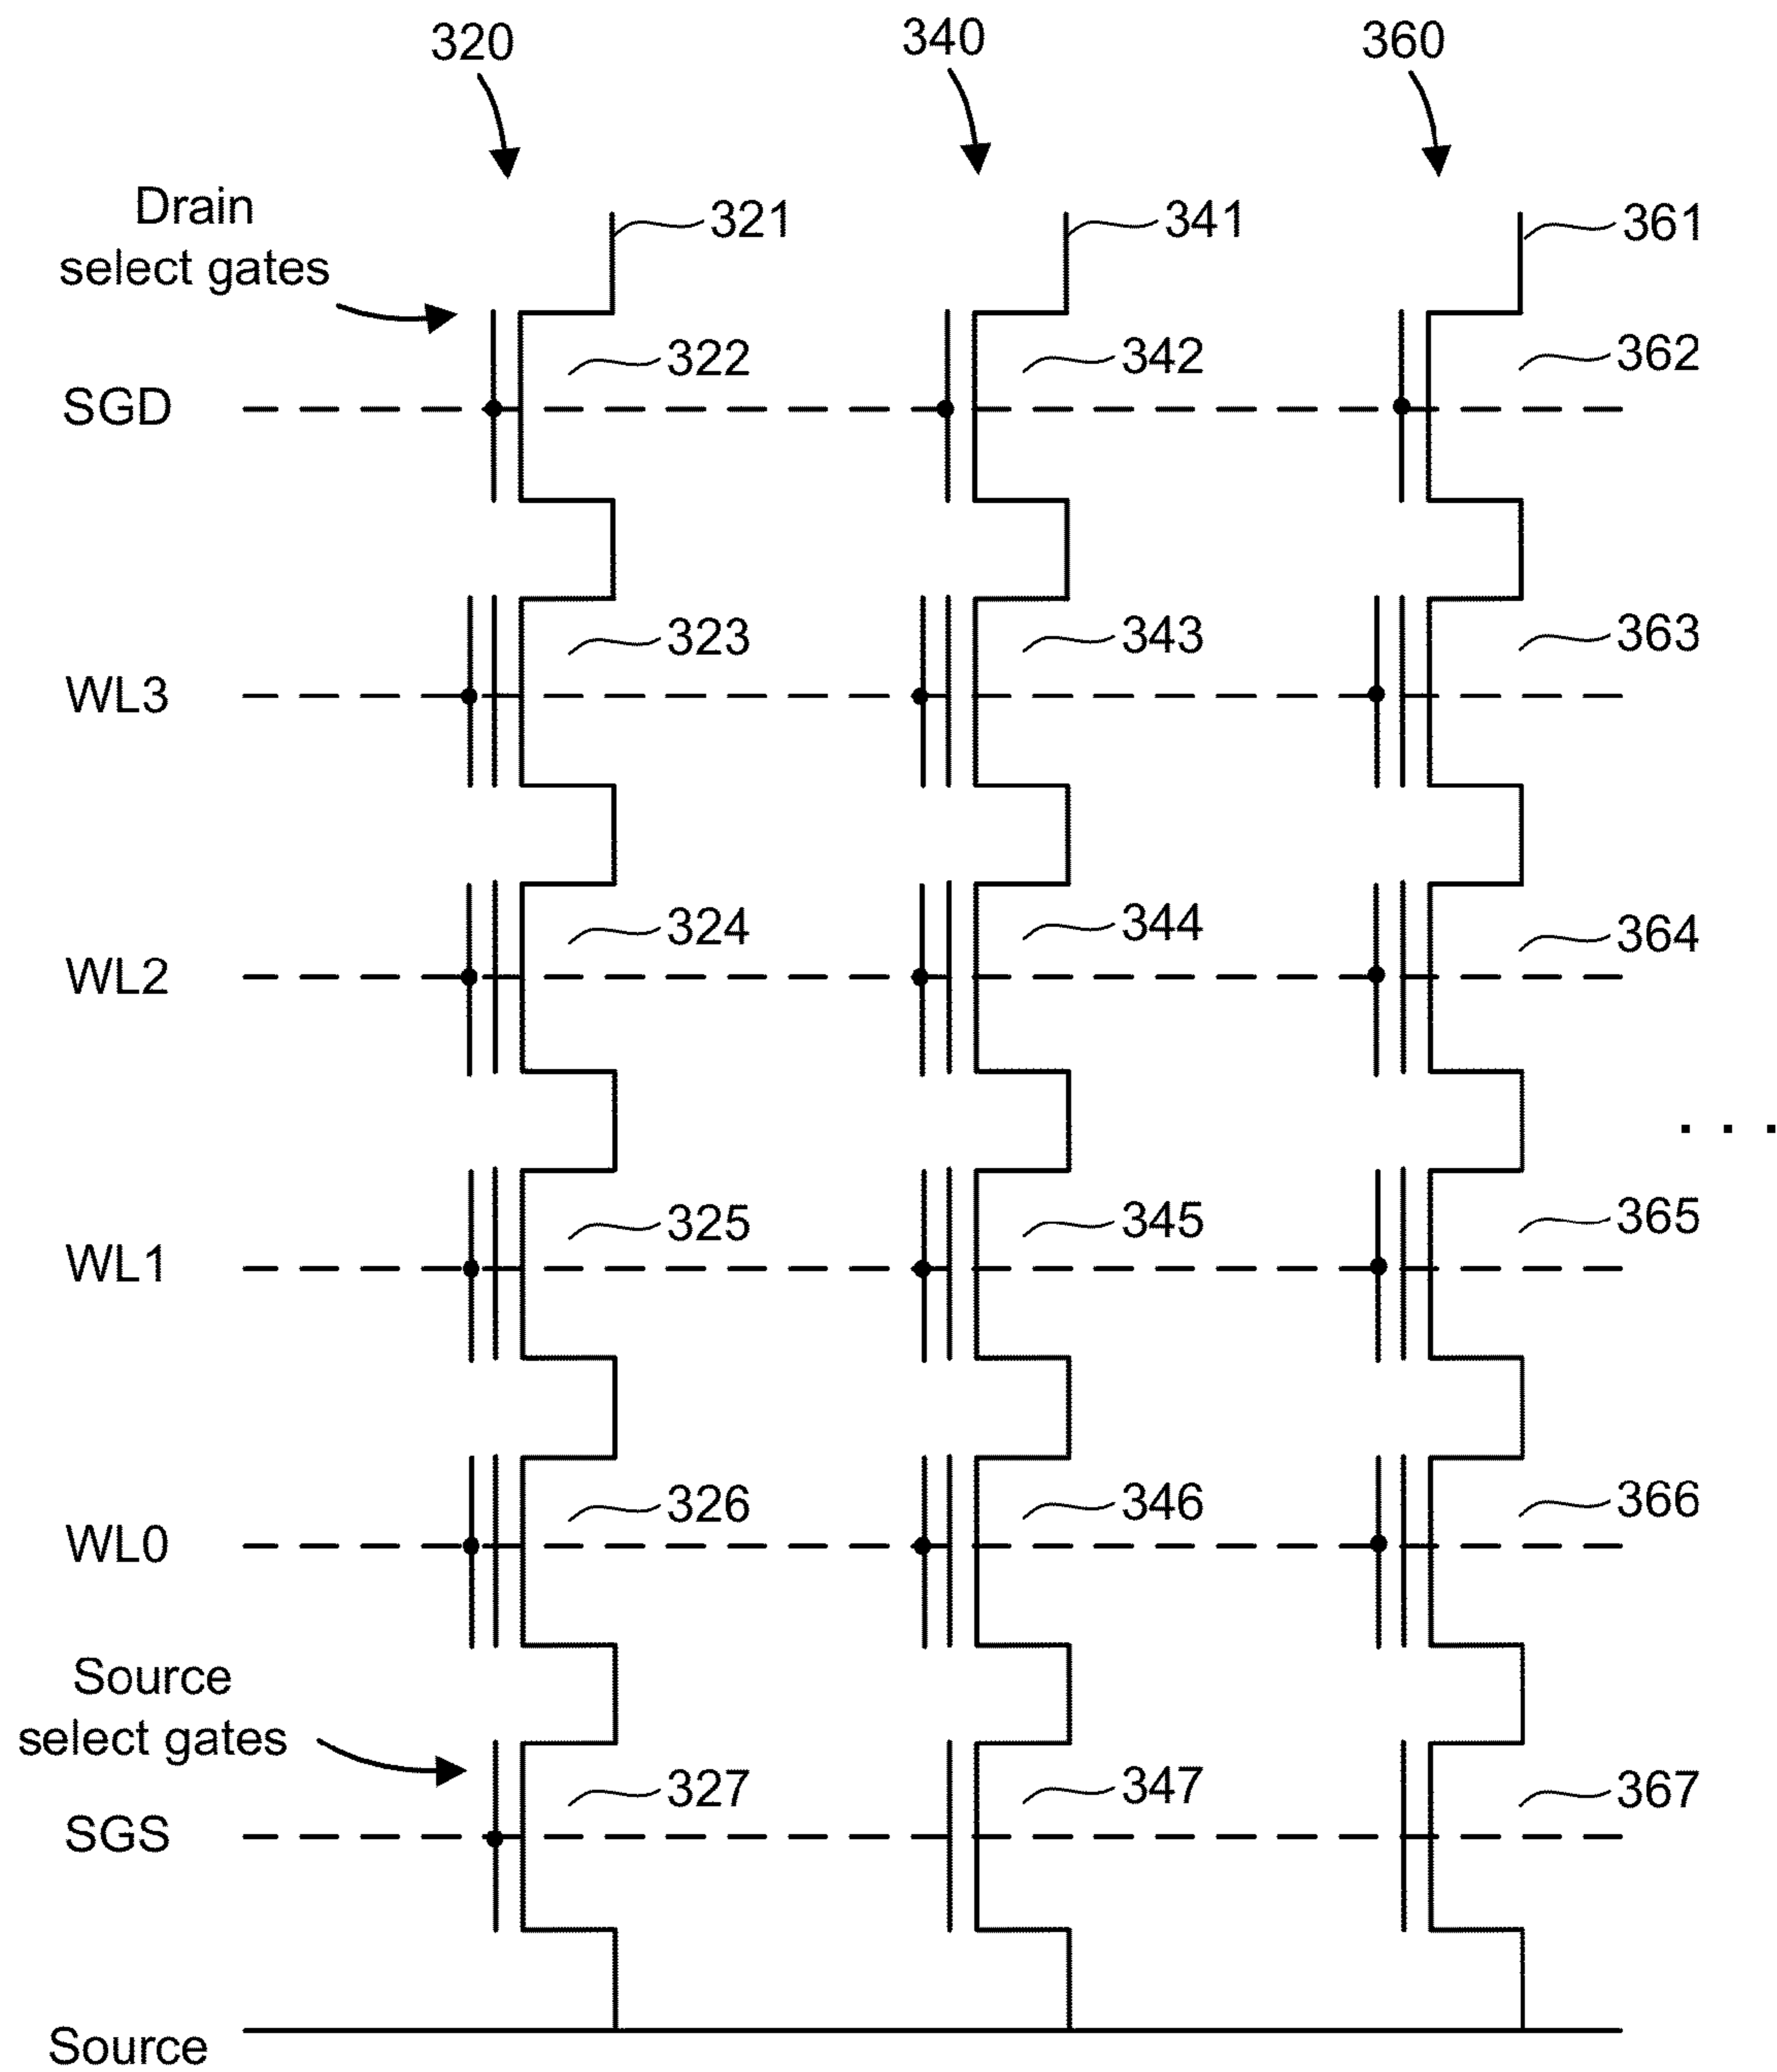 320 340 360
Drain
select gates
321 341 361
322 342 362
SGD
323 343 363
WL3
324 344 364
WL2
. . .
325 345 365
WL1
326 346 366
WL0
Source
select gates
327 347 367
SGS
Source